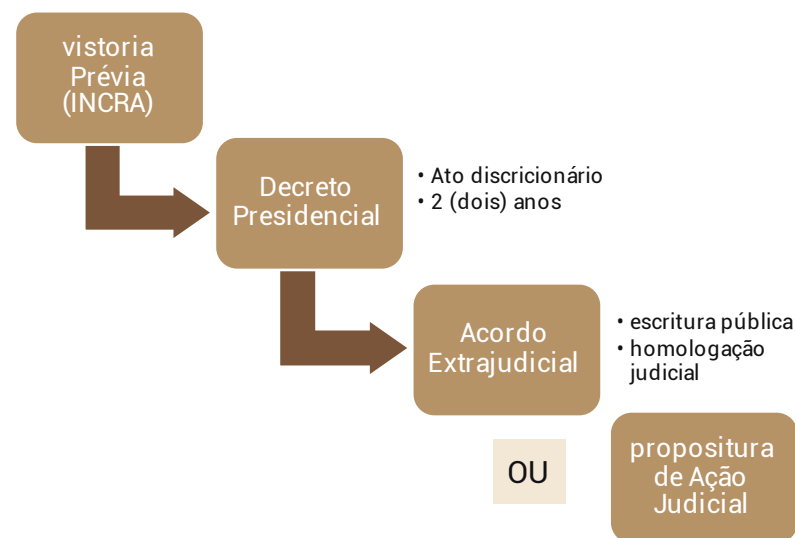 vistoria
Prévia
(INCRA)
Decreto
Presidencial
• Ato discricionário
• 2 (dois) anos
Acordo
Extrajudicial
• escritura pública
• homologação
judicial
OU
propositura
de Ação
Judicial